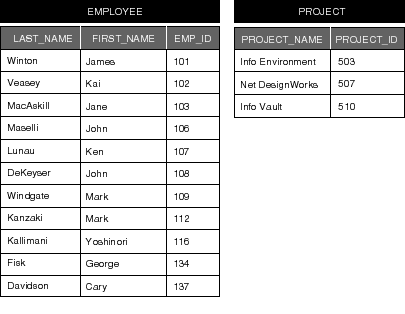 EMPLOYEE
LAST_NAME FIRST_NAME EMP_ID
Winton James 101
Veasey Kai 102
MacAskill Jane 103
Maselli John 106
Lunau Ken 107
DeKeyser John 108
Windgate Mark 109
Kanzaki Mark 112
Kallimani Yoshinori 116
Fisk George 134
Davidson Cary 137
PROJECT
PROJECT_NAME PROJECT_ID
Info Environment 503
Net DesignWorks 507
Info Vault 510